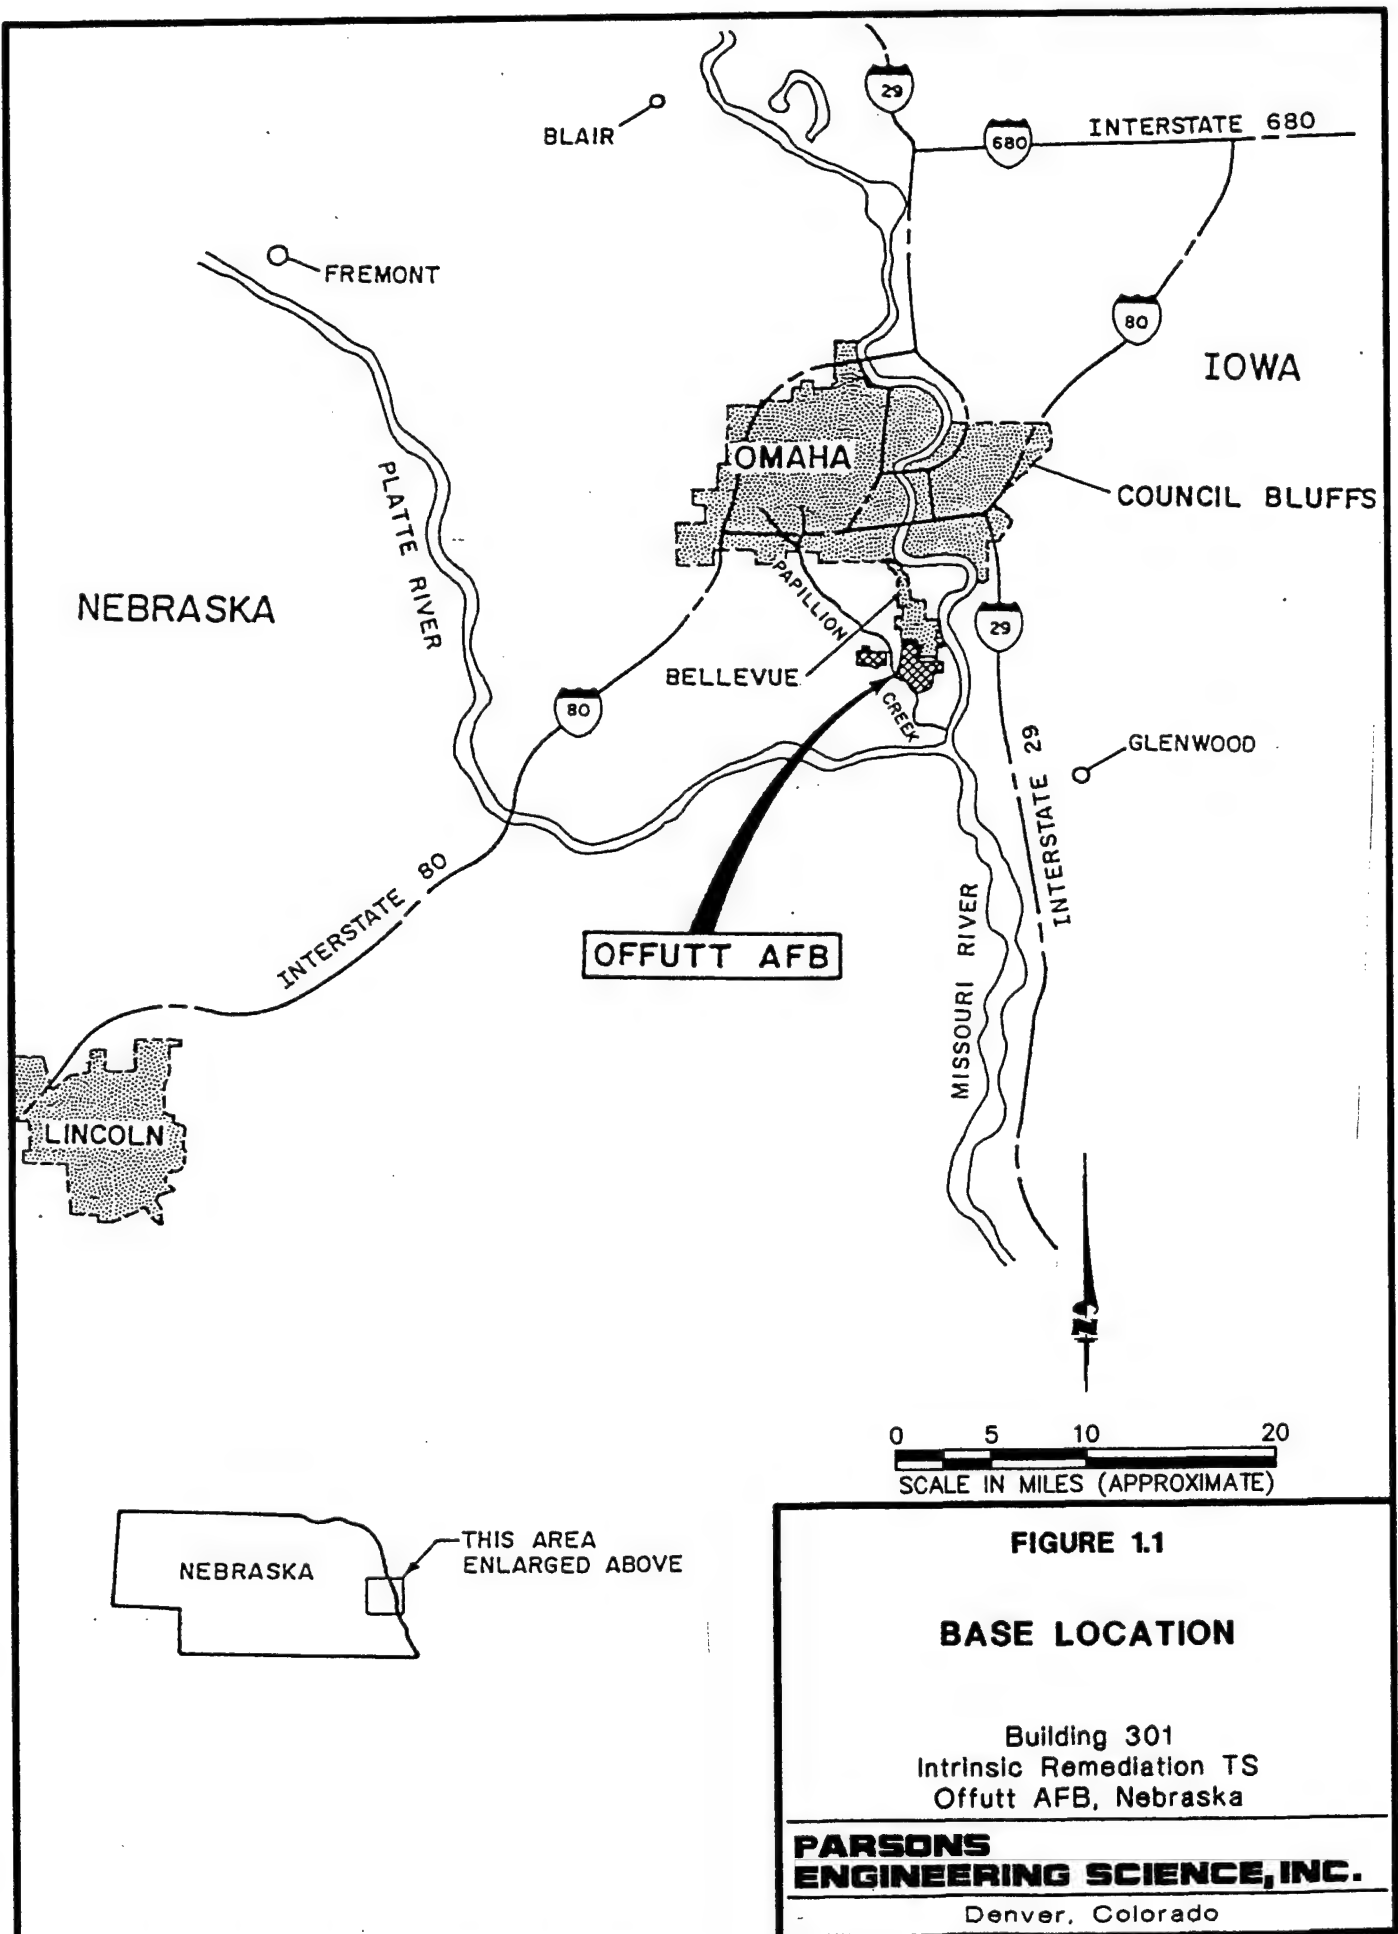 29
INTERSTATE 680
680
BLAIR
FREMONT
80
IOWA
OMAHA
COUNCIL BLUFFS
PLATTE RIVER
NEBRASKA
PAPILLION
CREEK
29
BELLEVUE
80
GLENWOOD
INTERSTATE 29
INTERSTATE 80
OFFUTT AFB
MISSOURI RIVER
LINCOLN
N
0 5 10 20
SCALE IN MILES (APPROXIMATE)
NEBRASKA
THIS AREA
ENLARGED ABOVE
FIGURE 1.1
BASE LOCATION
Building 301
Intrinsic Remediation TS
Offutt AFB, Nebraska
PARSONS
ENGINEERING SCIENCE, INC.
Denver, Colorado